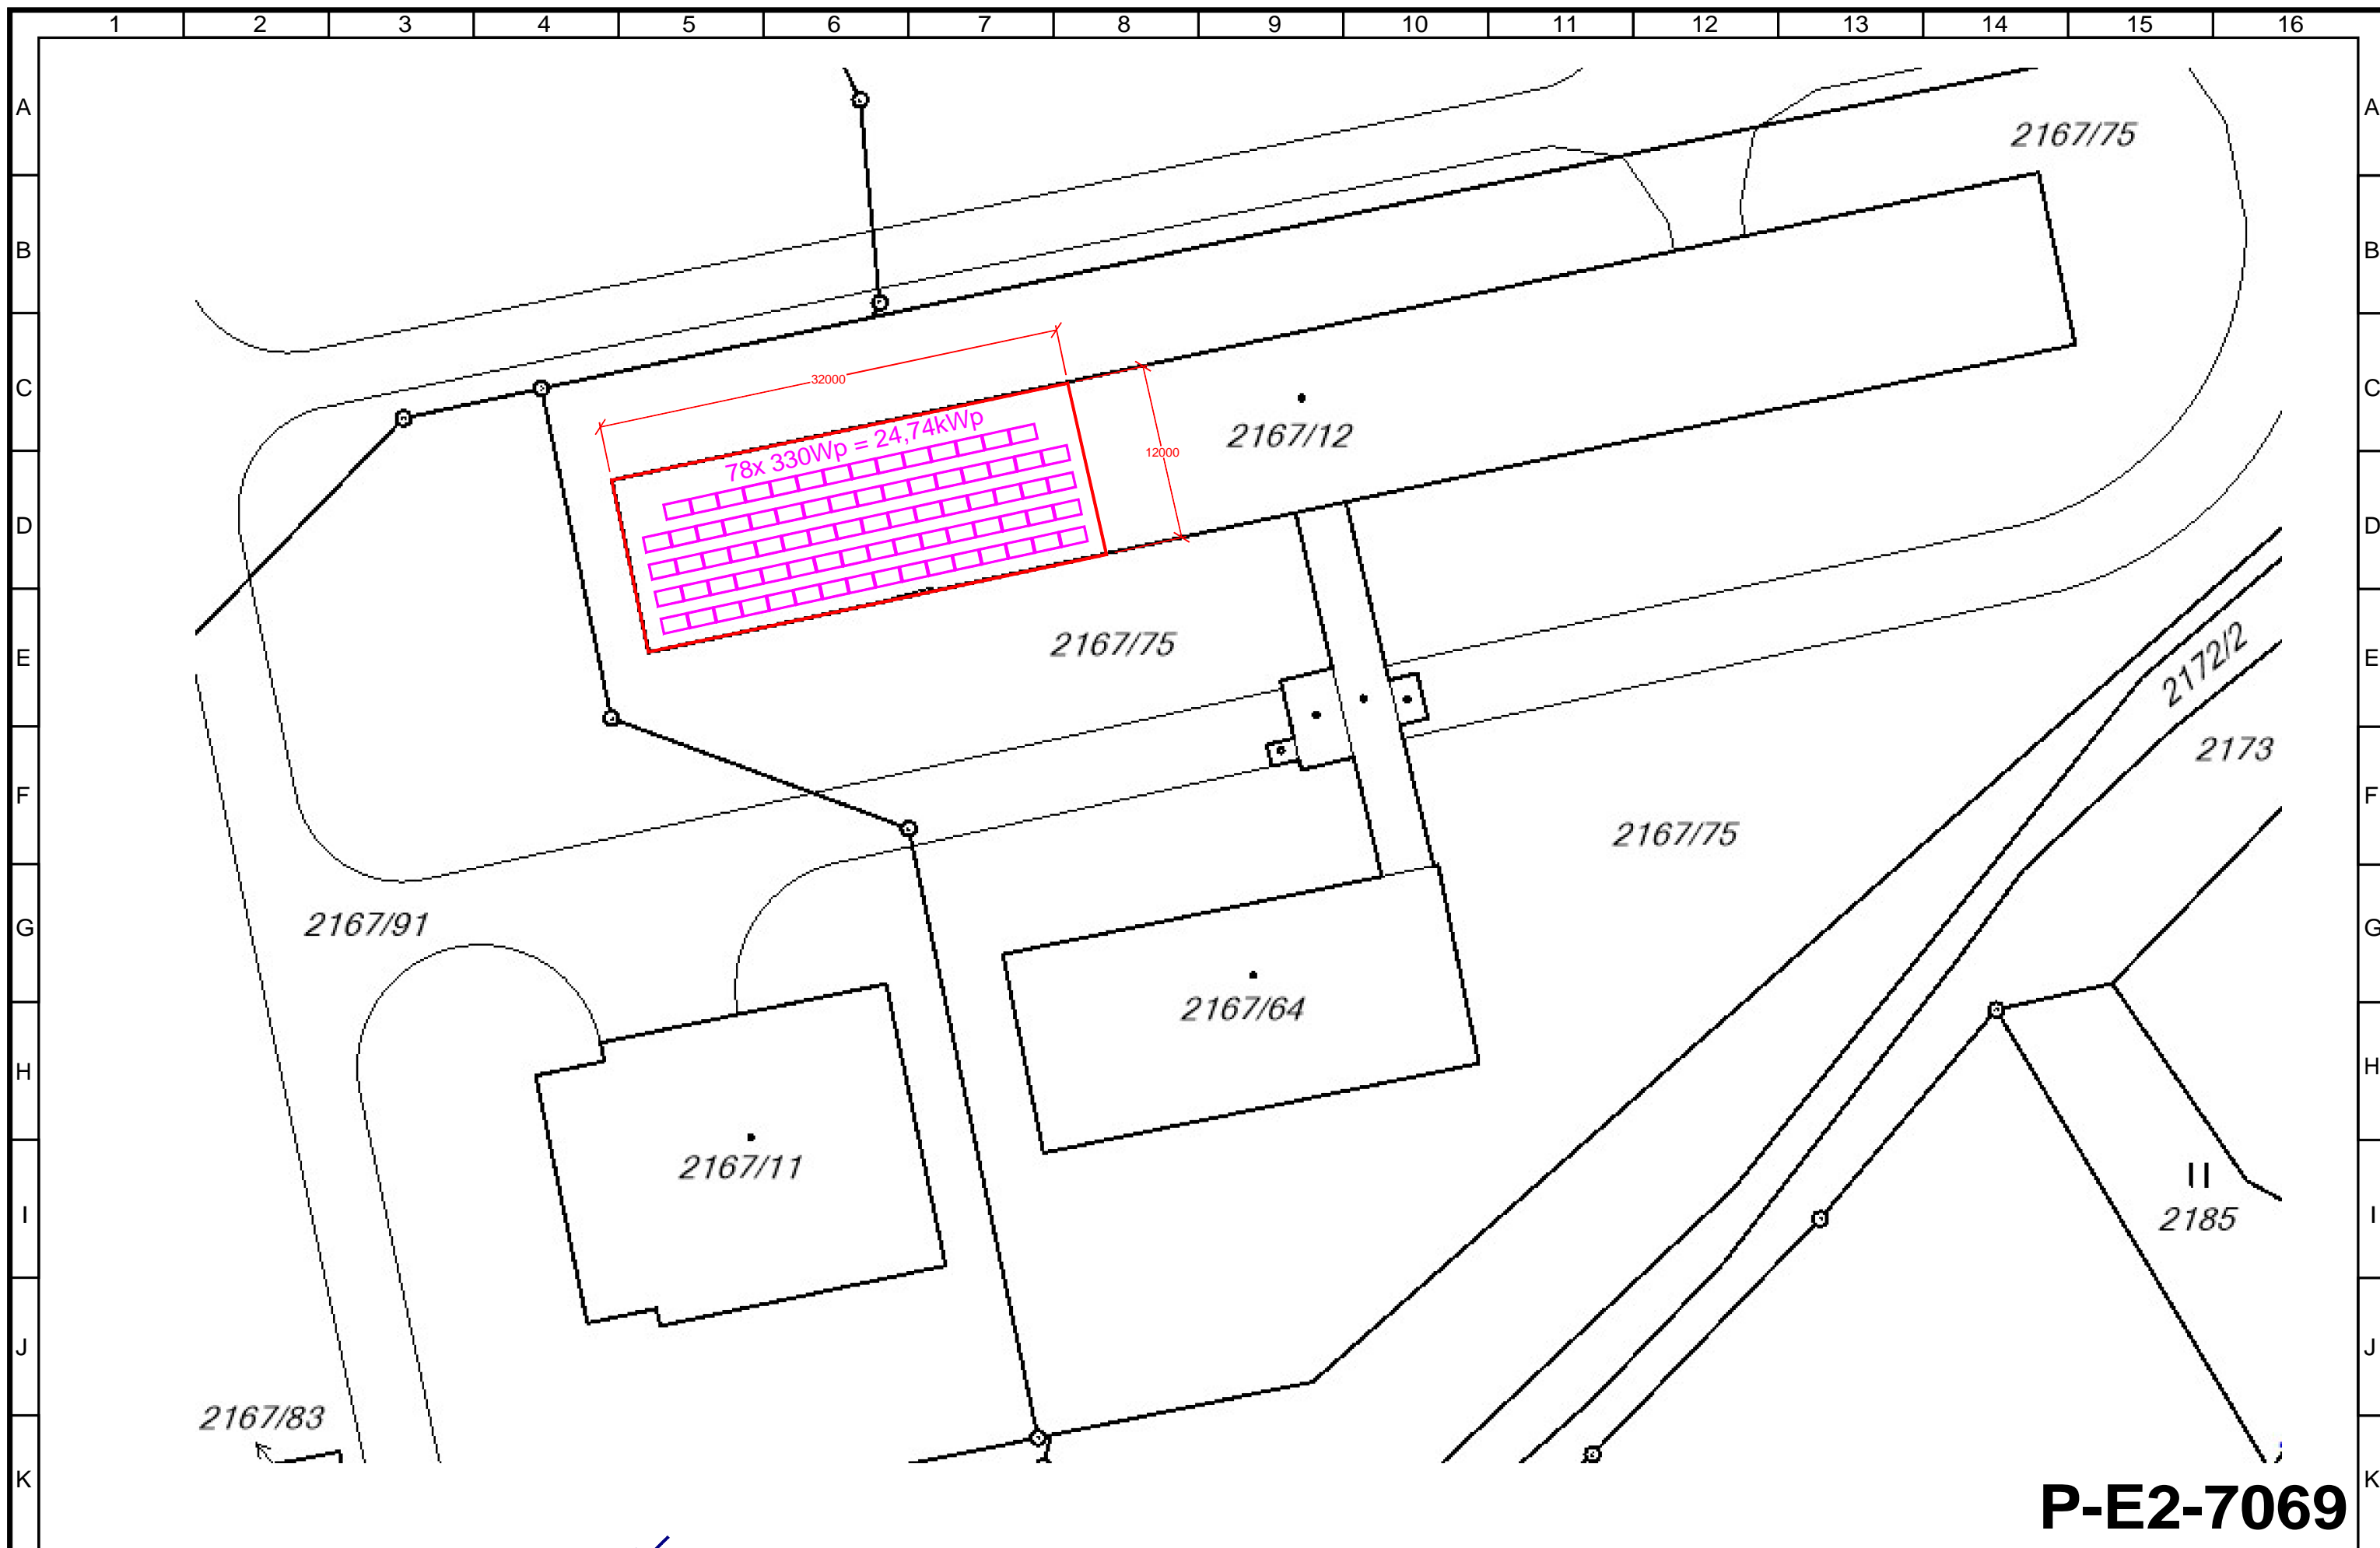 1 2 3 4 5 6 7 8 9 10 11 12 13 14 15 16
A A
2167/75
B B
C C
32000
78x 330Wp = 24,74kWp
2167/12
12000
D D
2167/75
E E
2172/2
2173
F F
2167/75
2167/91
G G
2167/64
H H
2167/11
II
I I
2185
J J
2167/83
K K
P-E2-7069